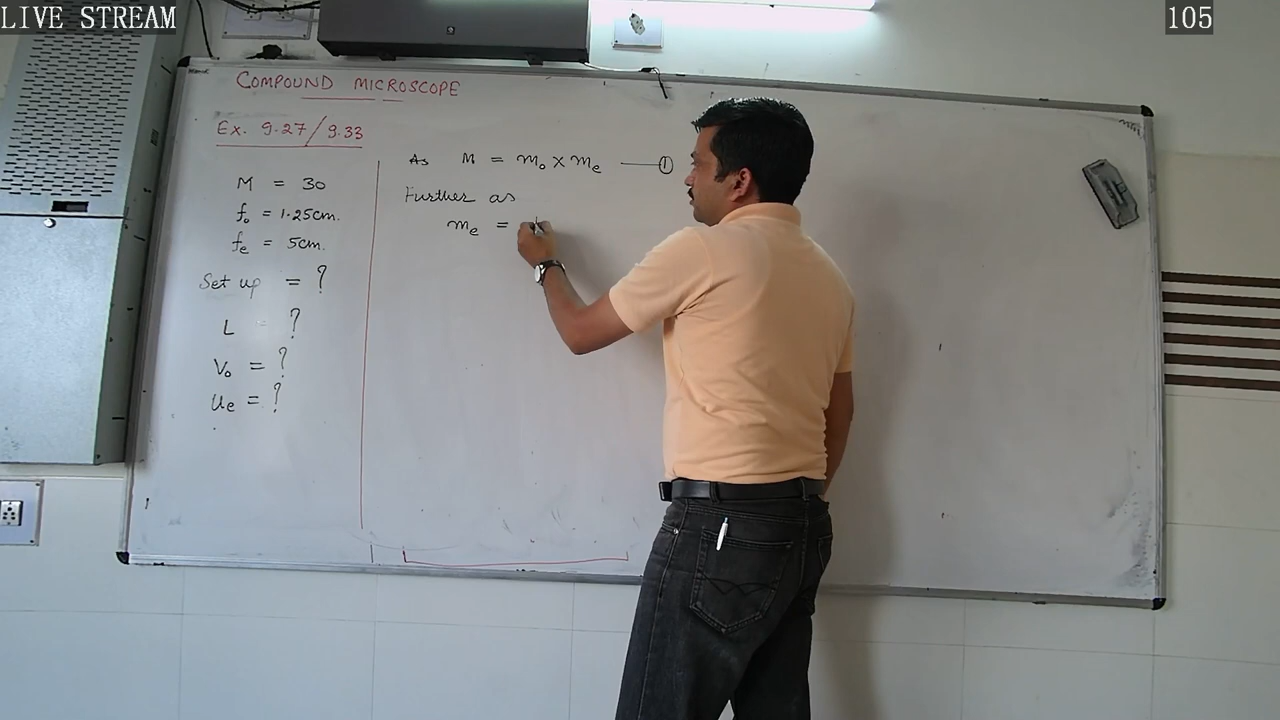 LIVE STREAM
105
COMPOUND MICROSCOPE
Ex. 9.27/9.33
M = 30
f₀ = 1.25cm.
fₑ = 5cm.
Set up = ?
L = ?
V₀ = ?
uₑ = ?
As M = m₀ × mₑ —①
Further as
mₑ =